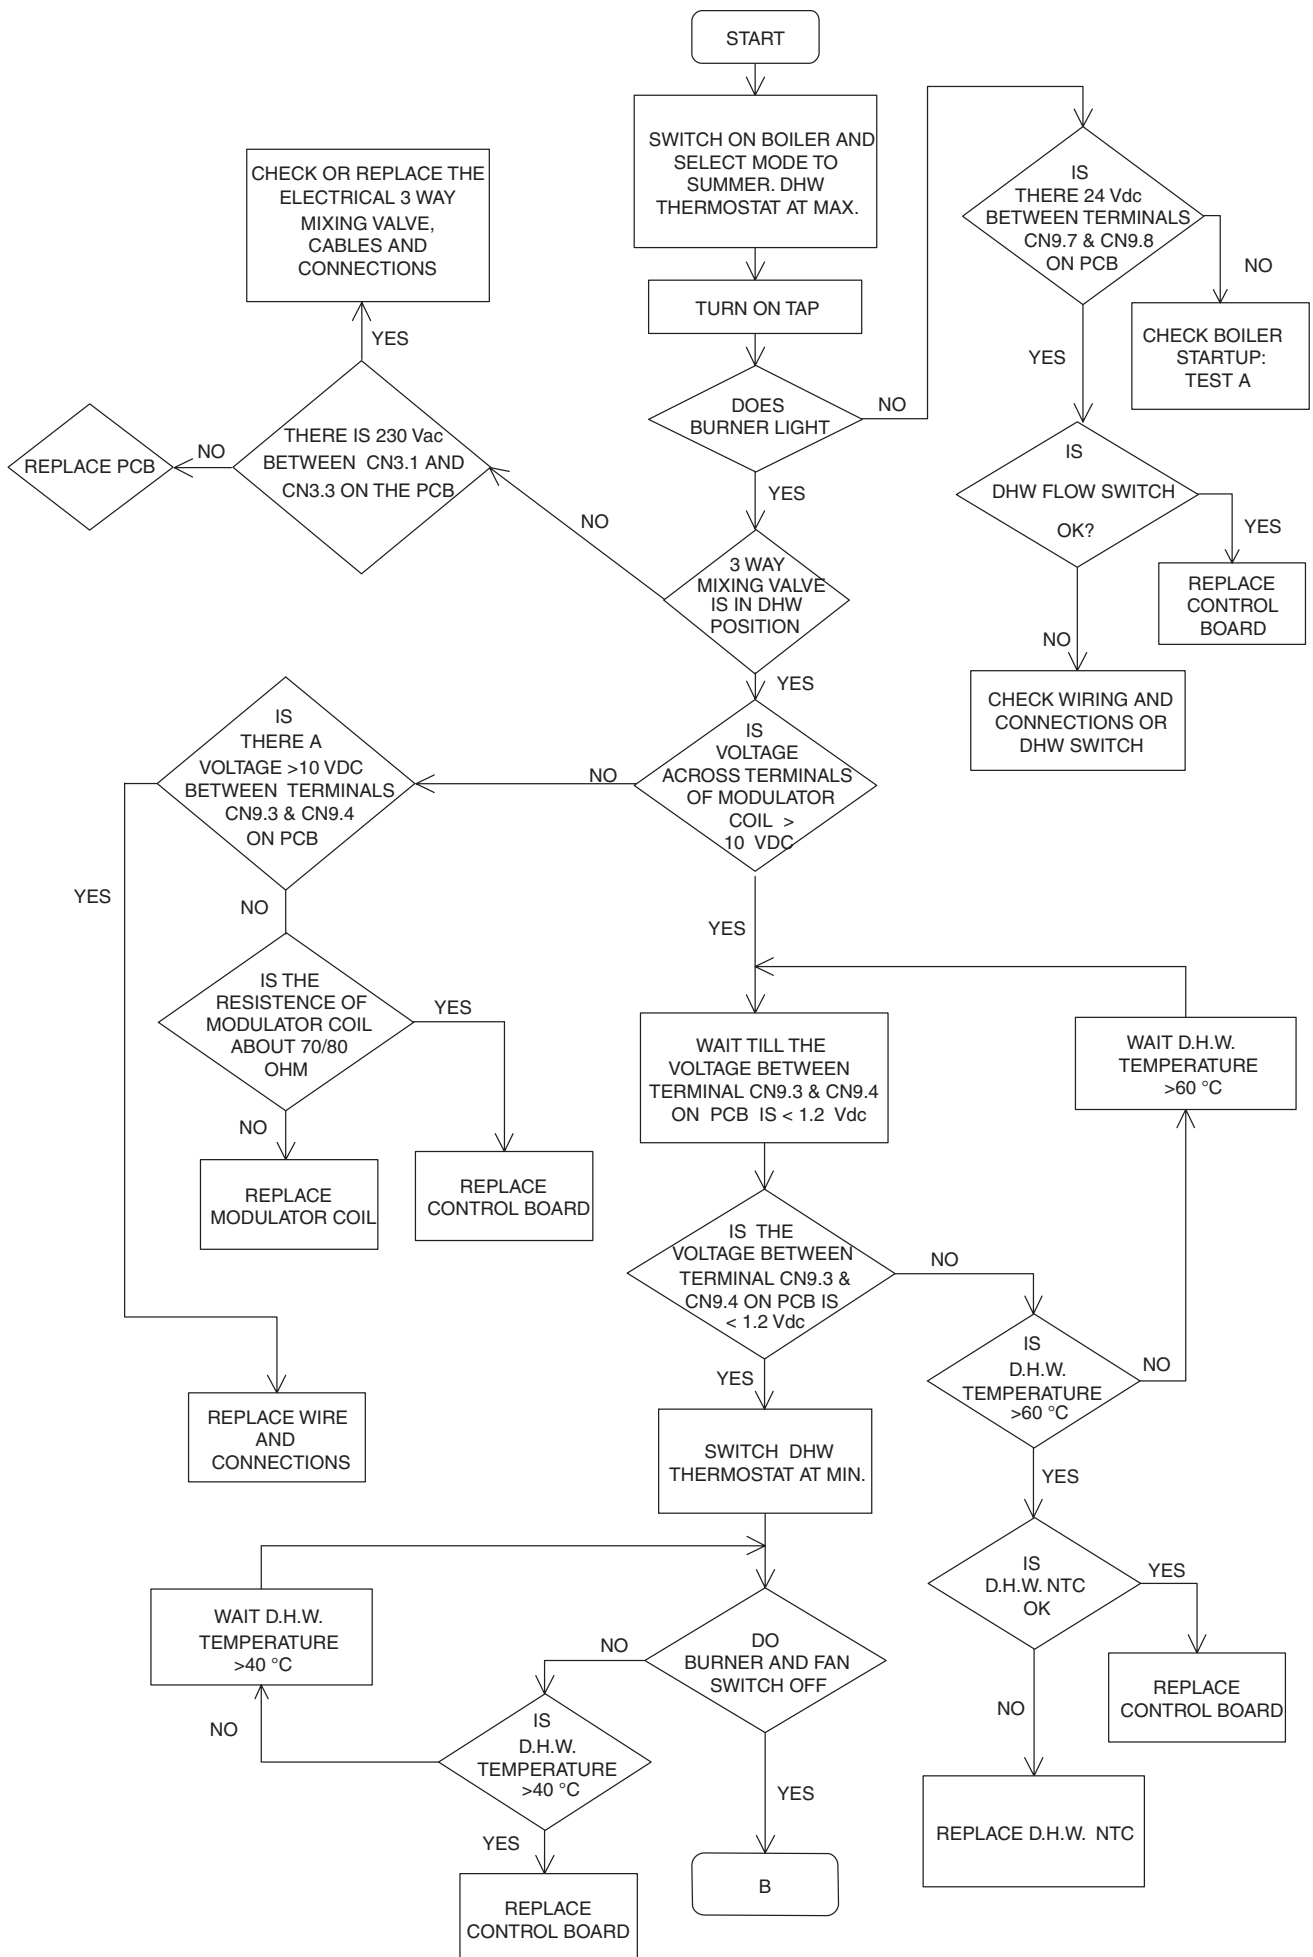 START
SWITCH ON BOILER AND
SELECT MODE TO
SUMMER. DHW
THERMOSTAT AT MAX.
TURN ON TAP
DOES
BURNER LIGHT
NO
YES
IS
THERE 24 Vdc
BETWEEN TERMINALS
CN9.7 & CN9.8
ON PCB
NO
CHECK BOILER
STARTUP:
TEST A
YES
IS
DHW FLOW SWITCH
OK?
YES
REPLACE
CONTROL
BOARD
NO
CHECK WIRING AND
CONNECTIONS OR
DHW SWITCH
CHECK OR REPLACE THE
ELECTRICAL 3 WAY
MIXING VALVE,
CABLES AND
CONNECTIONS
YES
THERE IS 230 Vac
BETWEEN CN3.1 AND
CN3.3 ON THE PCB
NO
REPLACE PCB
NO
3 WAY
MIXING VALVE
IS IN DHW
POSITION
YES
IS
VOLTAGE
ACROSS TERMINALS
OF MODULATOR
COIL >
10 VDC
NO
IS
THERE A
VOLTAGE >10 VDC
BETWEEN TERMINALS
CN9.3 & CN9.4
ON PCB
YES
NO
IS THE
RESISTENCE OF
MODULATOR COIL
ABOUT 70/80
OHM
YES
NO
REPLACE
MODULATOR COIL
REPLACE
CONTROL BOARD
REPLACE WIRE
AND
CONNECTIONS
YES
WAIT TILL THE
VOLTAGE BETWEEN
TERMINAL CN9.3 & CN9.4
ON PCB IS < 1.2 Vdc
WAIT D.H.W.
TEMPERATURE
>60 °C
IS THE
VOLTAGE BETWEEN
TERMINAL CN9.3 &
CN9.4 ON PCB IS
< 1.2 Vdc
NO
YES
IS
D.H.W.
TEMPERATURE
>60 °C
NO
YES
SWITCH DHW
THERMOSTAT AT MIN.
IS
D.H.W. NTC
OK
YES
REPLACE
CONTROL BOARD
NO
REPLACE D.H.W. NTC
WAIT D.H.W.
TEMPERATURE
>40 °C
DO
BURNER AND FAN
SWITCH OFF
NO
IS
D.H.W.
TEMPERATURE
>40 °C
NO
YES
REPLACE
CONTROL BOARD
YES
B